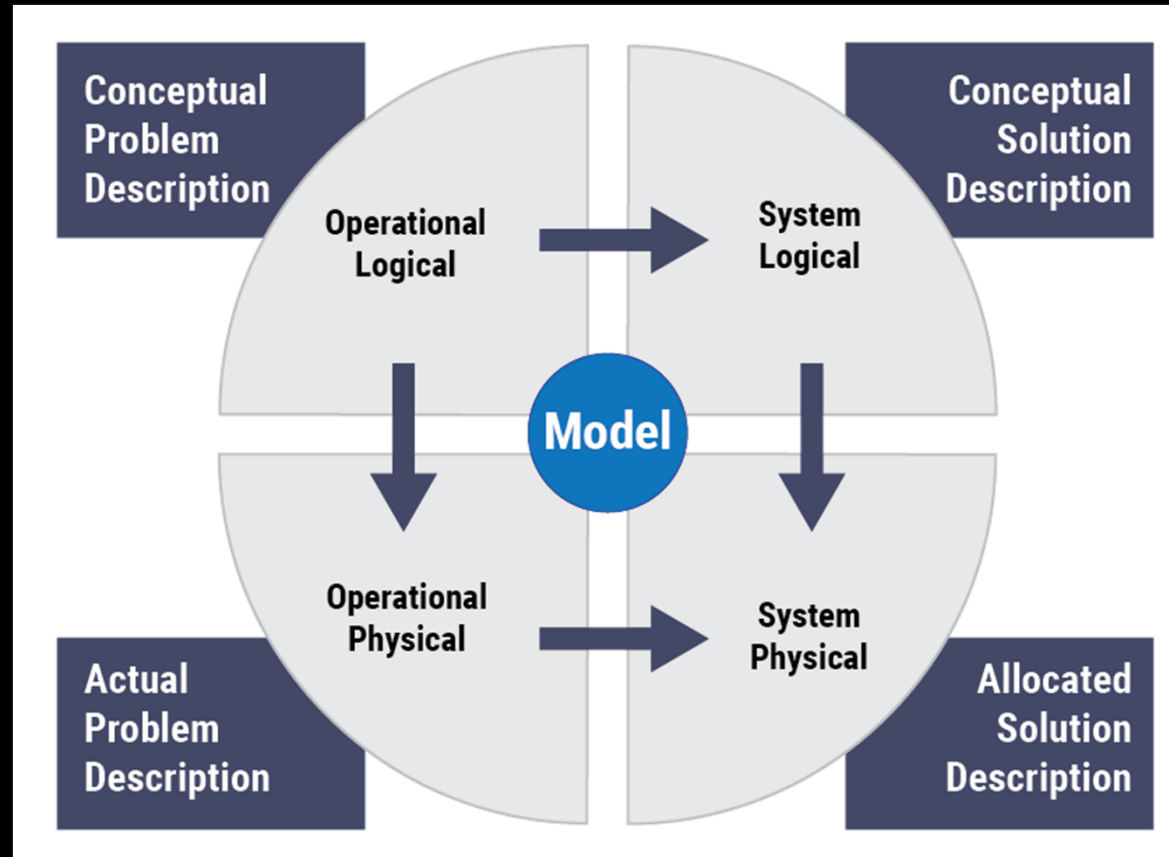 Conceptual
Problem
Description
Conceptual
Solution
Description
Operational
Logical
System
Logical
Model
Operational
Physical
System
Physical
Actual
Problem
Description
Allocated
Solution
Description